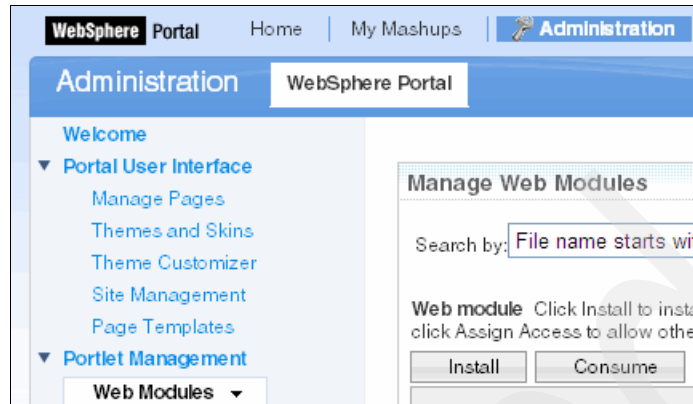 WebSphere Portal Home My Mashups Administration
Administration WebSphere Portal
Welcome
Portal User Interface
Manage Pages
Themes and Skins
Theme Customizer
Site Management
Page Templates
Portlet Management
Web Modules
Manage Web Modules
Search by: File name starts wi
Web module Click Install to insta
click Assign Access to allow othe
Install Consume